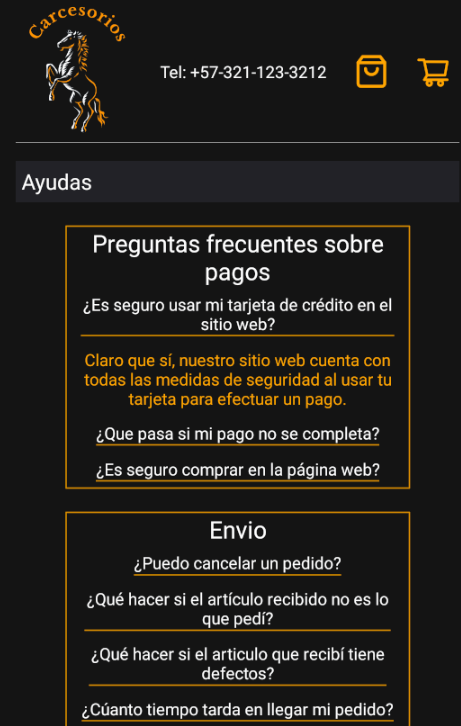 Carcesorios
Tel: +57-321-123-3212
Ayudas
Preguntas frecuentes sobre
pagos
¿Es seguro usar mi tarjeta de crédito en el
sitio web?
Claro que sí, nuestro sitio web cuenta con
todas las medidas de seguridad al usar tu
tarjeta para efectuar un pago.
¿Que pasa si mi pago no se completa?
¿Es seguro comprar en la página web?
Envio
¿Puedo cancelar un pedido?
¿Qué hacer si el artículo recibido no es lo
que pedí?
¿Qué hacer si el articulo que recibí tiene
defectos?
¿Cúanto tiempo tarda en llegar mi pedido?